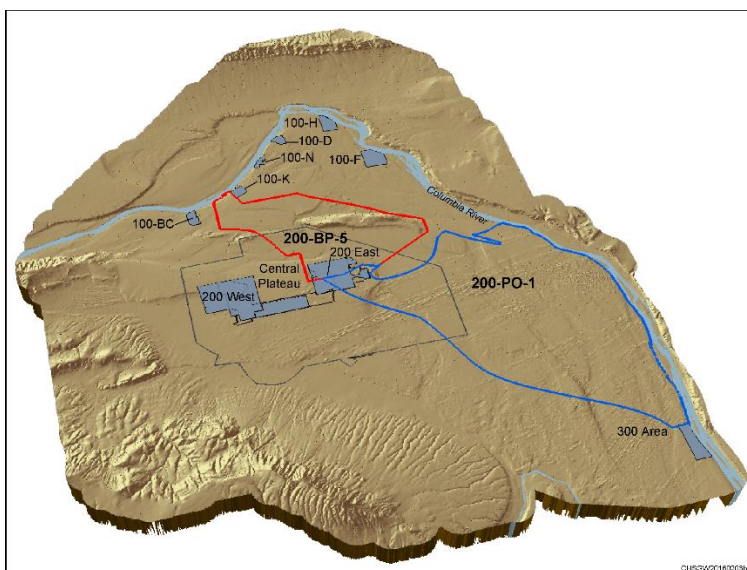 100-H
100-D
100-N
100-F
100-K
Columbia River
100-BC
200-BP-5
200 East
Central
Plateau
200-PO-1
200 West
300 Area
CHSGW20160203b